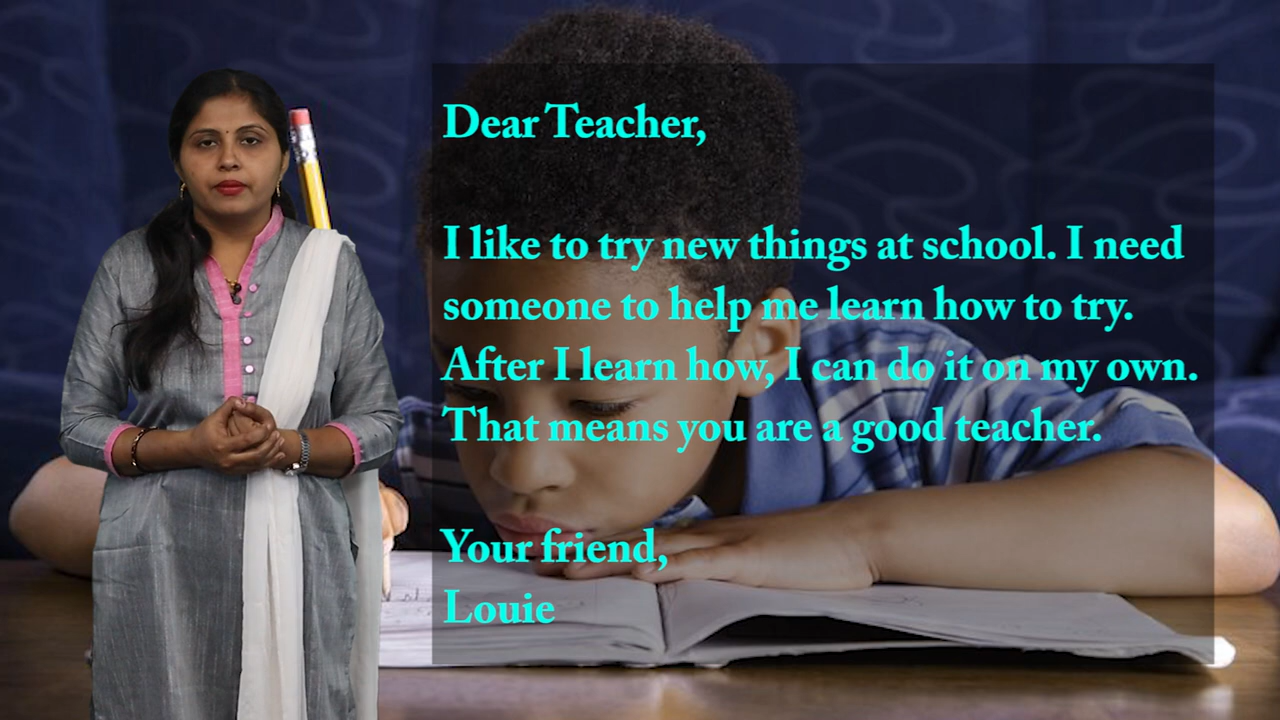 Dear Teacher,
I like to try new things at school. I need
someone to help me learn how to try.
After I learn how, I can do it on my own.
That means you are a good teacher.
Your friend,
Louie